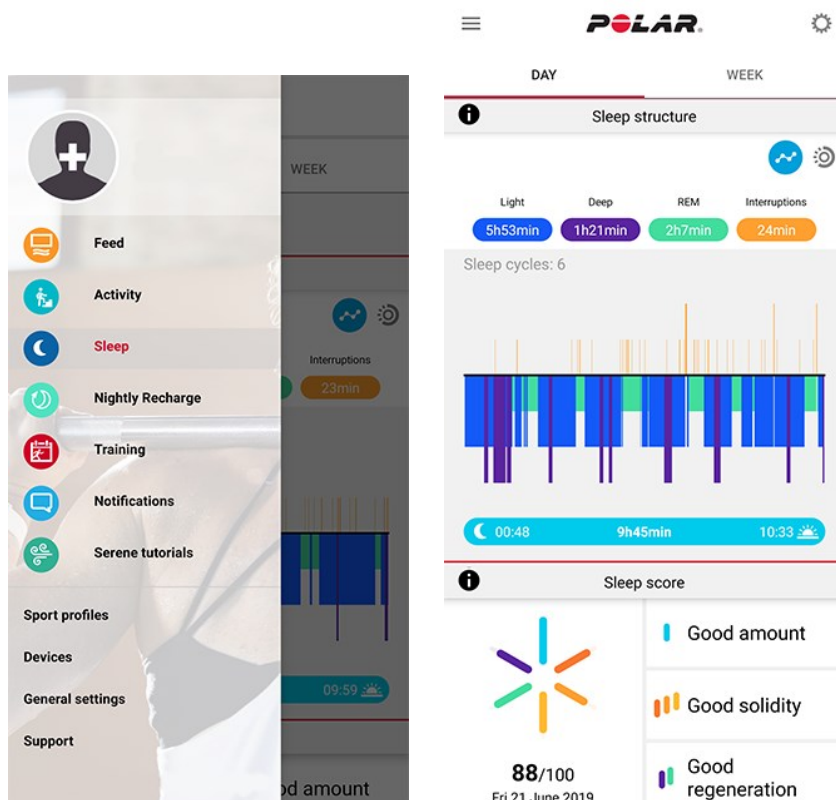 WEEK
Feed
Activity
Sleep
Interruptions
23min
Nightly Recharge
Training
Notifications
Serene tutorials
Sport profiles
Devices
General settings
09:59
Support
od amount
POLAR.
DAY
WEEK
Sleep structure
Light
Deep
REM
Interruptions
5h53min
1h21min
2h7min
24min
Sleep cycles: 6
00:48
9h45min
10:33
Sleep score
Good amount
Good solidity
88/100
Good
regeneration
Fri 21 June 2019